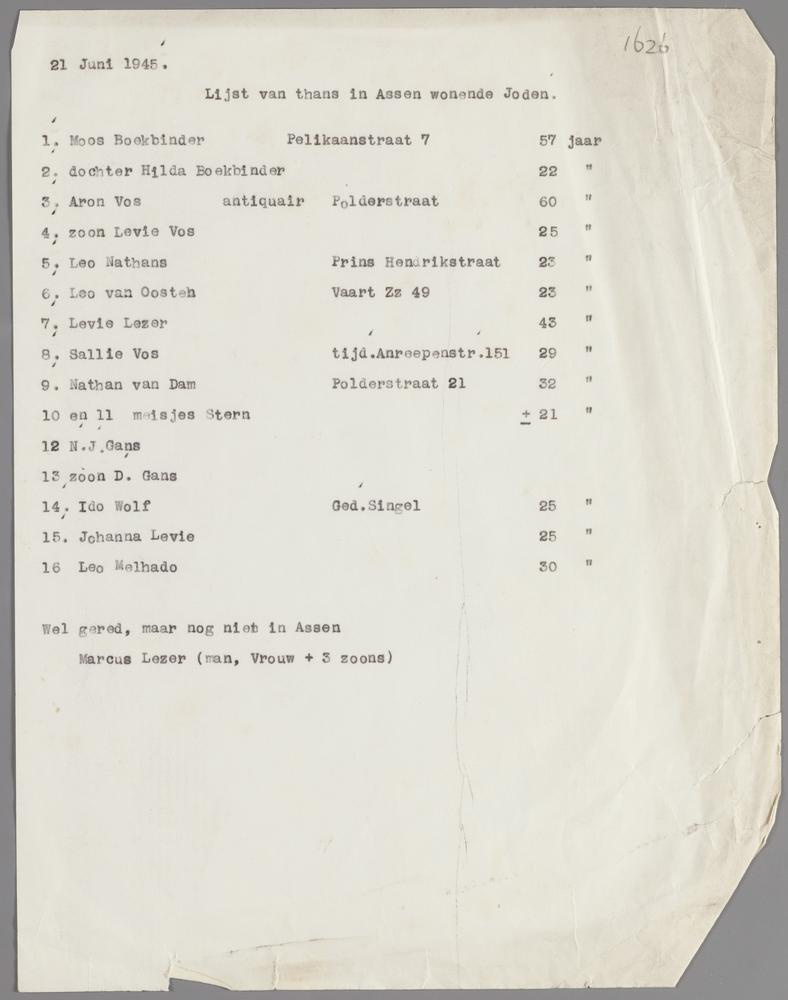 1626
21 Juni 1945.
Lijst van thans in Assen wonende Joden.
1. Moos Boekbinder Pelikaanstraat 7 57 jaar
2. dochter Hilda Boekbinder 22 "
3. Aron Vos antiquair Polderstraat 60 "
4. zoon Levie Vos 25 "
5. Leo Nathans Prins Hendrikstraat 23 "
6. Leo van Oosteh Vaart Zz 49 23 "
7. Levie Lezer 43 "
8. Sallie Vos tijd.Anreepenstr.151 29 "
9. Nathan van Dam Polderstraat 21 32 "
10 en 11 meisjes Stern ± 21 "
12 N.J.Gans
13 zoon D. Gans
14. Ido Wolf Ged.Singel 25 "
15. Johanna Levie 25 "
16 Leo Melhado 30 "
Wel gered, maar nog niet in Assen
Marcus Lezer (man, Vrouw + 3 zoons)